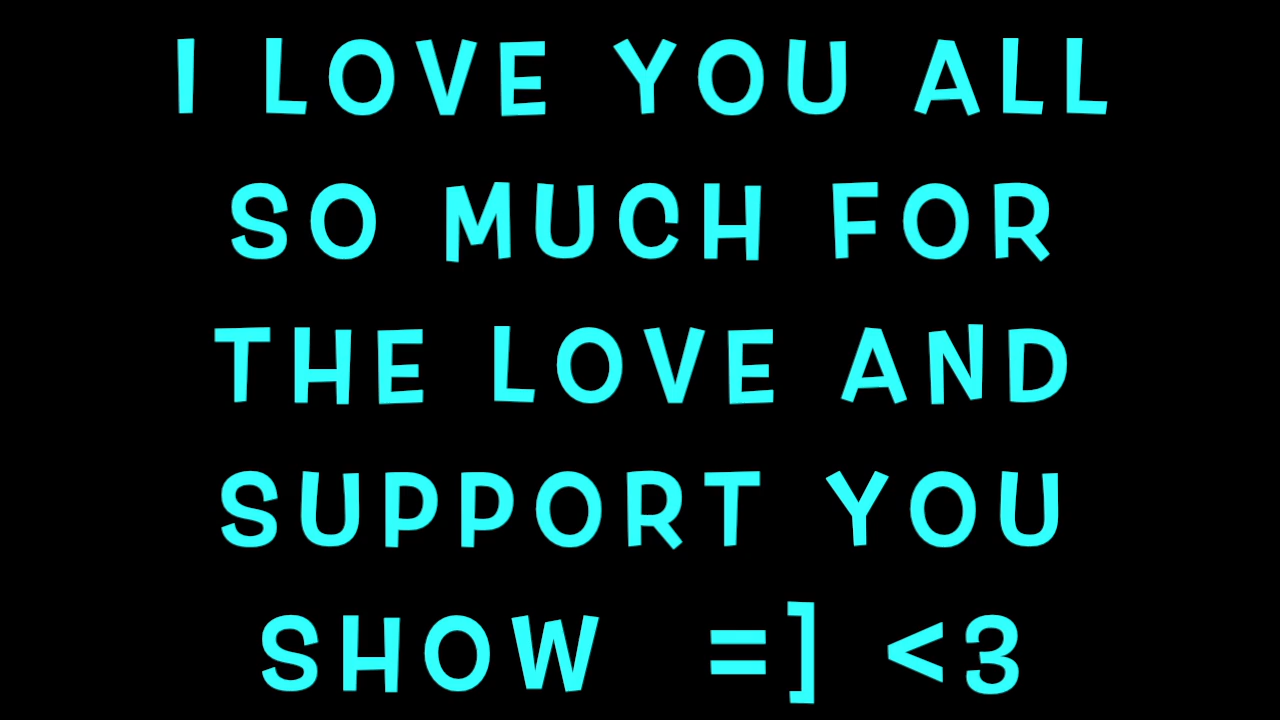 I LOVE YOU ALL
SO MUCH FOR
THE LOVE AND
SUPPORT YOU
SHOW =] <3